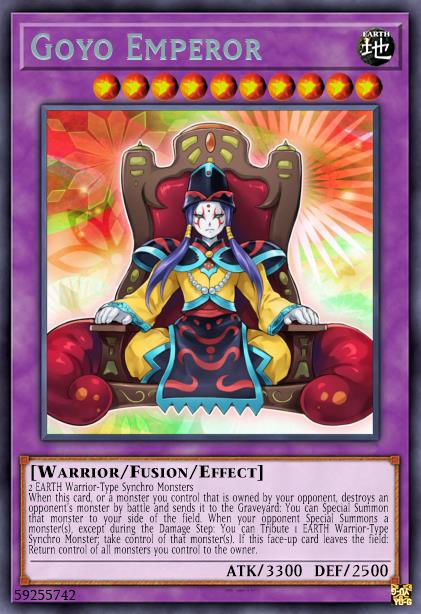 Goyo Emperor
EARTH
地
[Warrior/Fusion/Effect]
2 EARTH Warrior-Type Synchro Monsters
When this card, or a monster you control that is owned by your opponent, destroys an
opponent's monster by battle and sends it to the Graveyard: You can Special Summon
that monster to your side of the field. When your opponent Special Summons a
monster(s), except during the Damage Step: You can Tribute 1 EARTH Warrior-Type
Synchro Monster; take control of that monster(s). If this face-up card leaves the field:
Return control of all monsters you control to the owner.
ATK/3300 DEF/2500
59255742